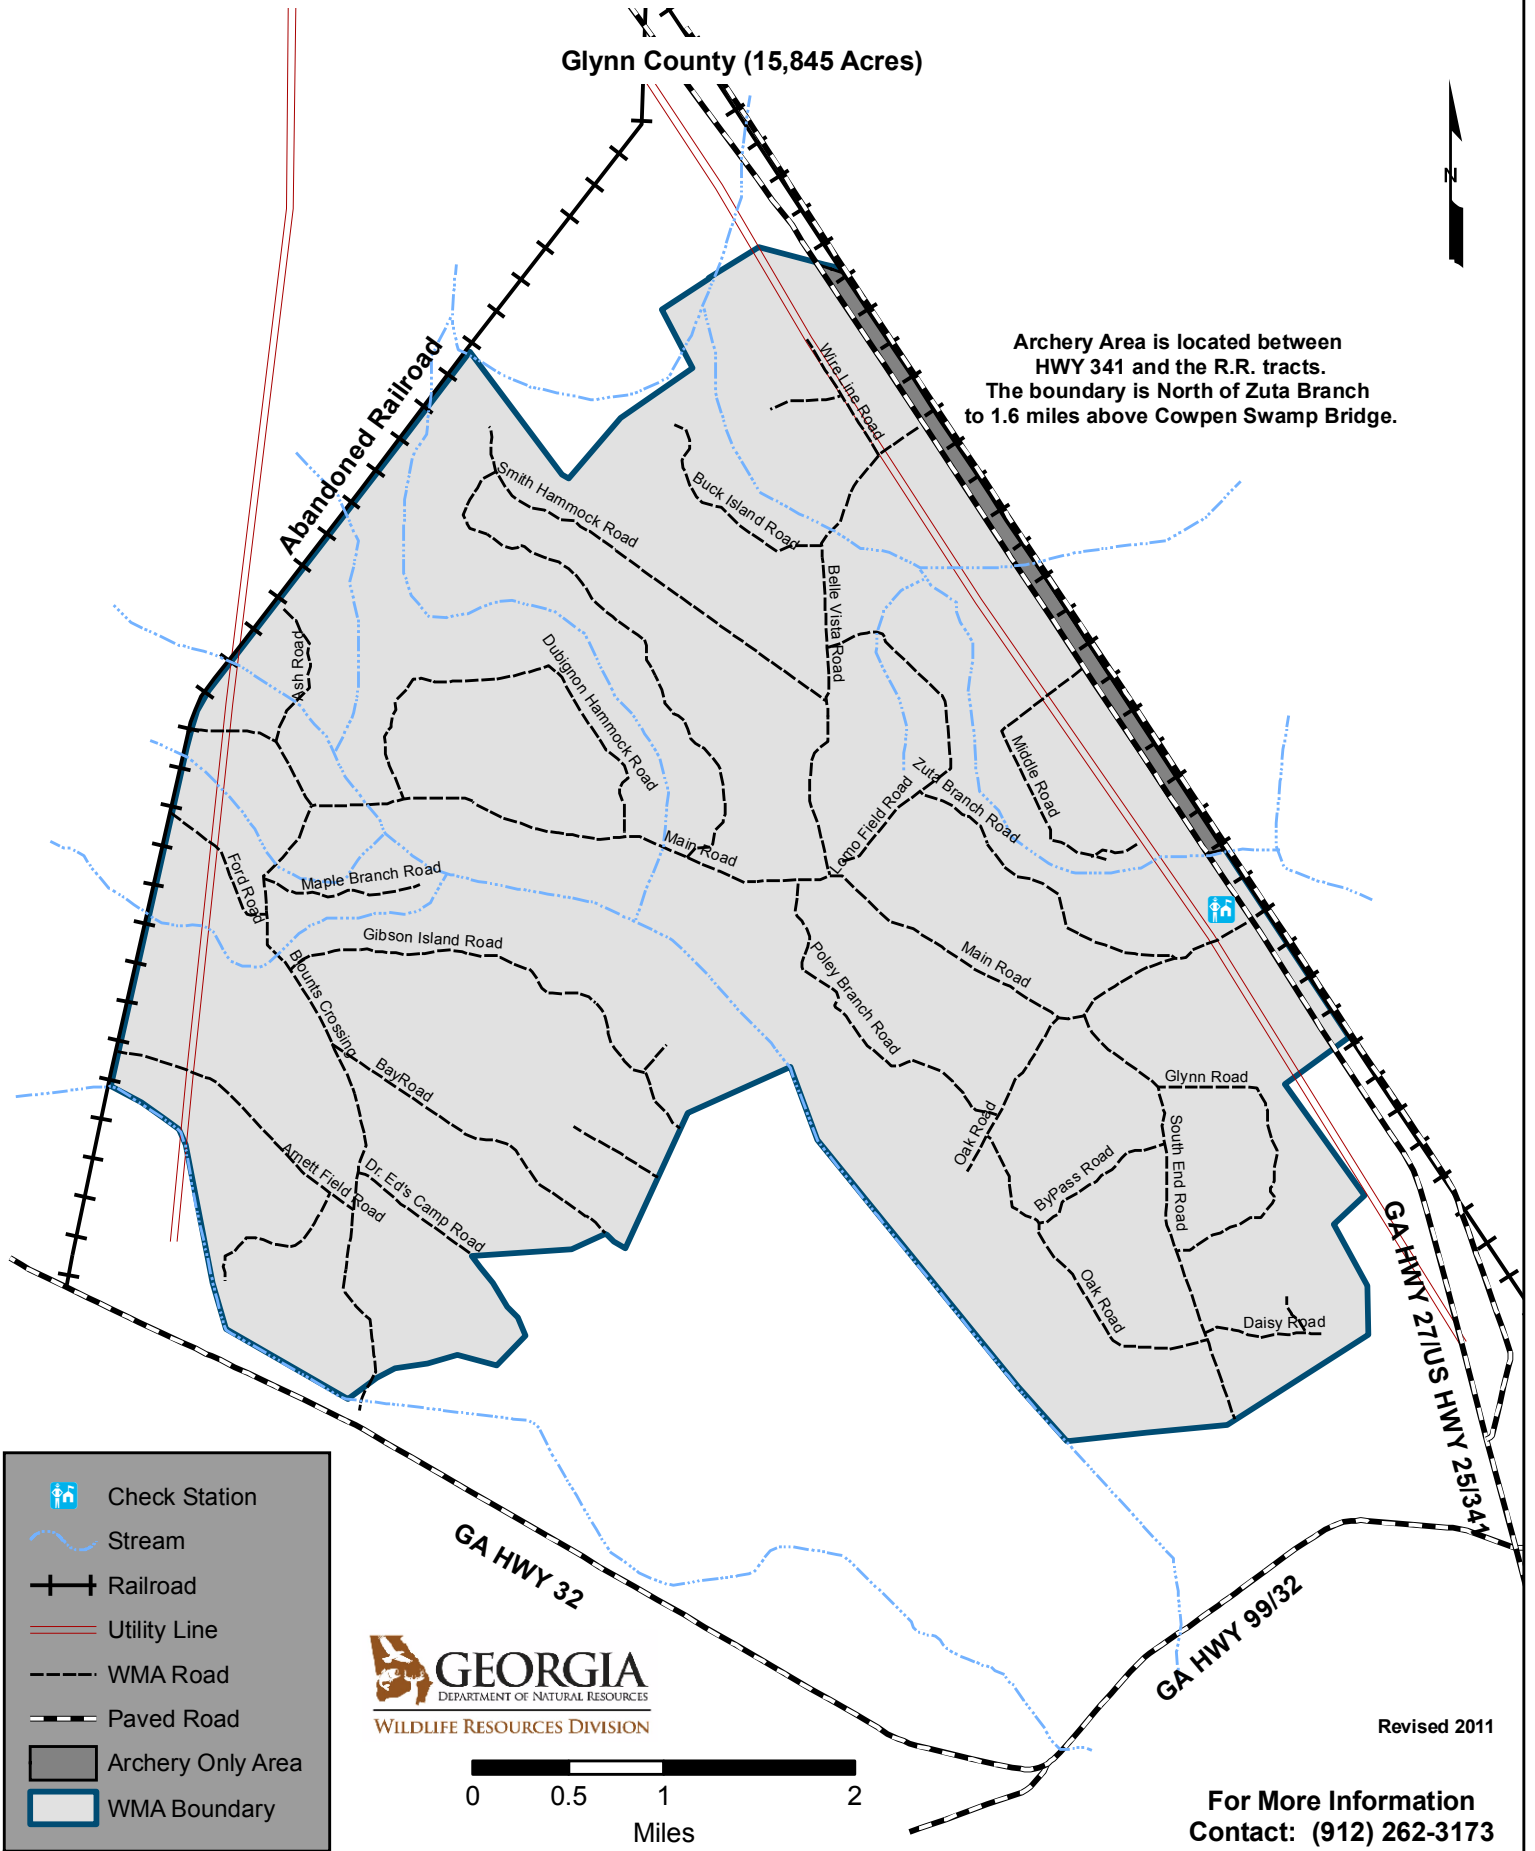 Glynn County (15,845 Acres)
N
Archery Area is located between
HWY 341 and the R.R. tracts.
The boundary is North of Zuta Branch
to 1.6 miles above Cowpen Swamp Bridge.
Abandoned Railroad
Wire Line Road
Smith Hammock Road
Buck Island Road
Belle Vista Road
Ash Road
Dubignon Hammock Road
Middle Road
Zuta Branch Road
Lomo Field Road
Main Road
Ford Road
Maple Branch Road
Gibson Island Road
Main Road
Blounts Crossing
Poley Branch Road
BayRoad
Glynn Road
Oak Road
South End Road
ByPass Road
Arnett Field Road
Dr. Ed's Camp Road
Oak Road
Daisy Road
GA HWY 27/US HWY 25/341
GA HWY 32
GA HWY 99/32
Check Station
Stream
Railroad
Utility Line
WMA Road
Paved Road
Archery Only Area
WMA Boundary
GEORGIA
DEPARTMENT OF NATURAL RESOURCES
WILDLIFE RESOURCES DIVISION
0 0.5 1 2
Miles
Revised 2011
For More Information
Contact: (912) 262-3173